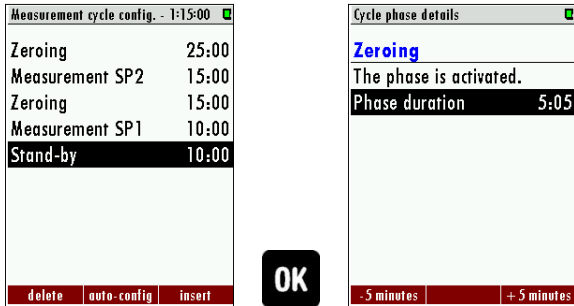 Measurement cycle config. - 1:15:00
Zeroing 25:00
Measurement SP2 15:00
Zeroing 15:00
Measurement SP1 10:00
Stand-by 10:00
delete auto-config insert
OK
Cycle phase details
Zeroing
The phase is activated.
Phase duration 5:05
-5 minutes +5 minutes